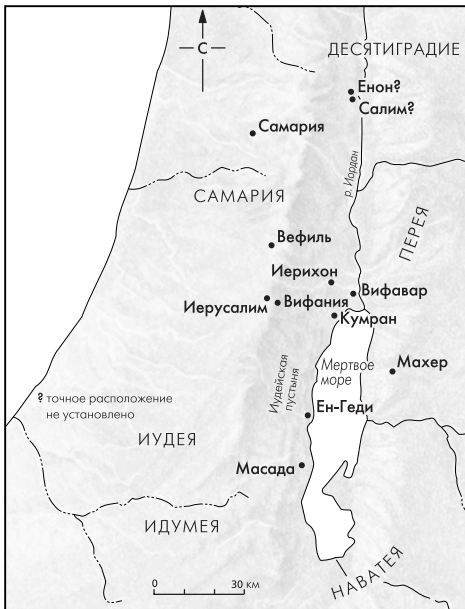 С
ДЕСЯТИГРАДИЕ
Енон?
Салим?
Самария
р. Иордан
САМАРИЯ
ПЕРЕЯ
Вефиль
Иерихон
Вифавар
Иерусалим
Вифания
Кумран
Мертвое
море
Махер
Иудейская
пустыня
? точное расположение
не установлено
Ен-Геди
ИУДЕЯ
Масада
ИДУМЕЯ
НАВАТЕЯ
0 30 км